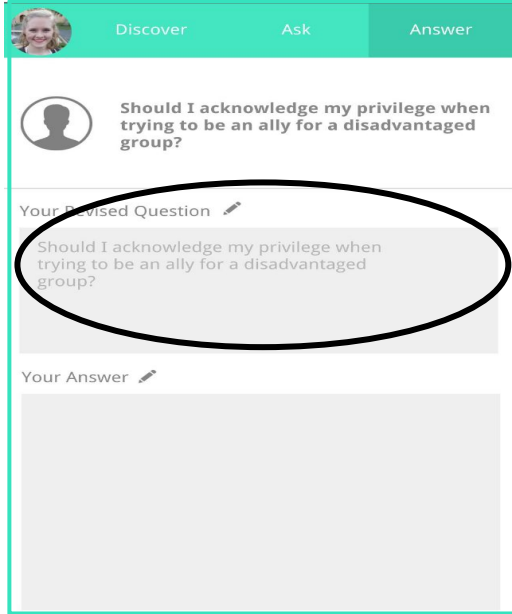 Discover Ask Answer
Should I acknowledge my privilege when
trying to be an ally for a disadvantaged
group?
Your Revised Question
Should I acknowledge my privilege when
trying to be an ally for a disadvantaged
group?
Your Answer